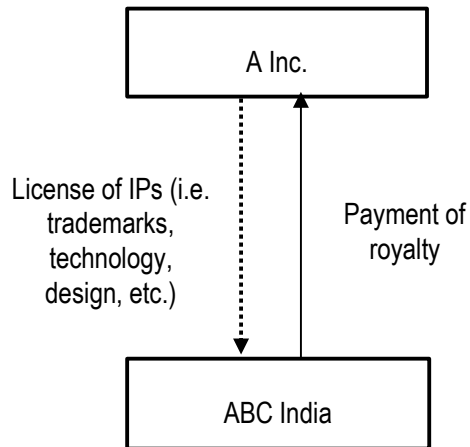 A Inc.
License of IPs (i.e.
trademarks,
technology,
design, etc.)
Payment of
royalty
ABC India